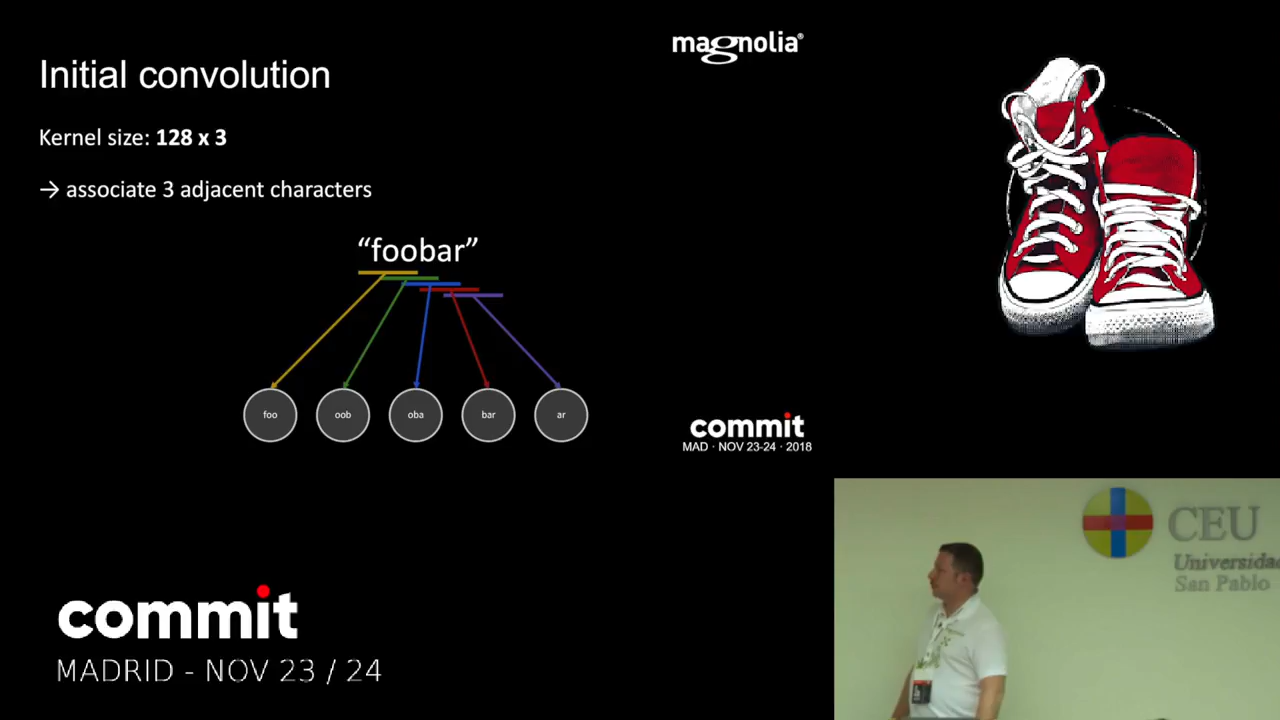 Initial convolution
Kernel size: 128 x 3
→ associate 3 adjacent characters
“foobar”
foo
oob
oba
bar
ar
magnolia®
commit
MAD · NOV 23-24 · 2018
commit
MADRID - NOV 23 / 24
CEU
Universidad
San Pablo